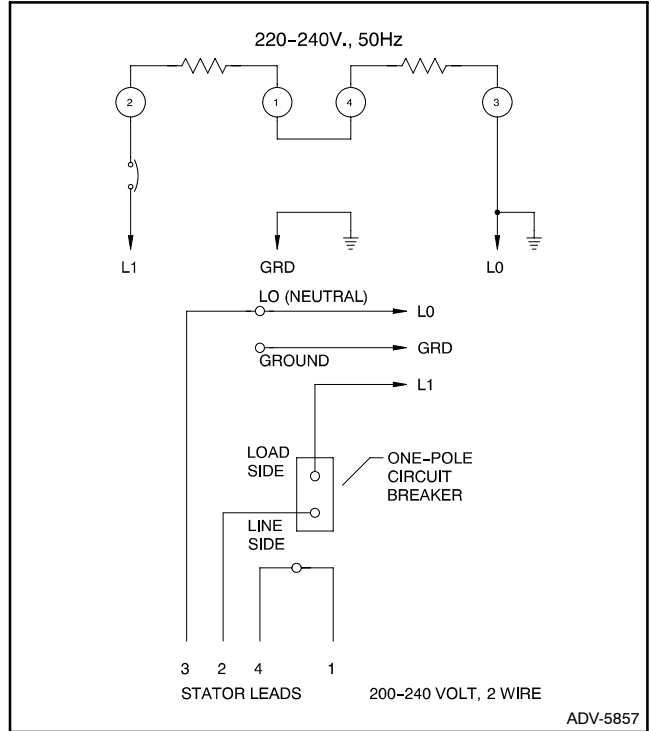 220-240V., 50Hz
2
1
4
3
L1
GRD
L0
LO (NEUTRAL)
L0
GROUND
GRD
L1
LOAD
SIDE
ONE-POLE
CIRCUIT
BREAKER
LINE
SIDE
3 2 4 1
STATOR LEADS
200-240 VOLT, 2 WIRE
ADV-5857